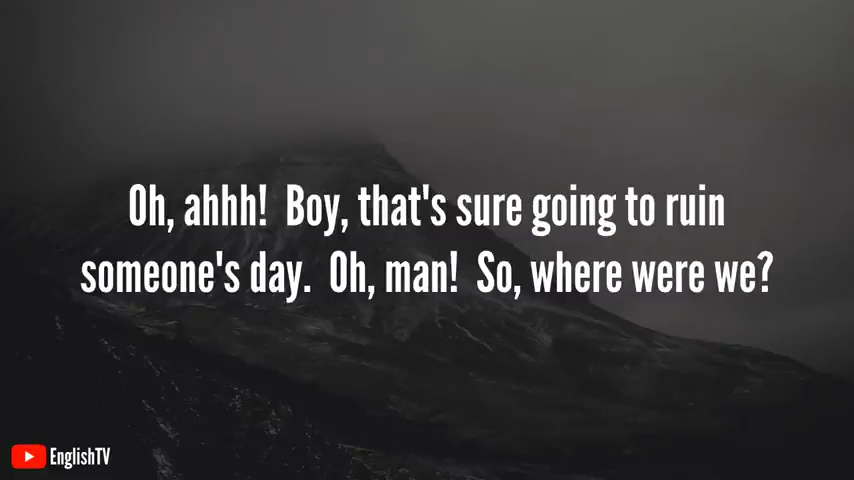 Oh, ahhh!  Boy, that's sure going to ruin
someone's day.  Oh, man!  So, where were we?
EnglishTV